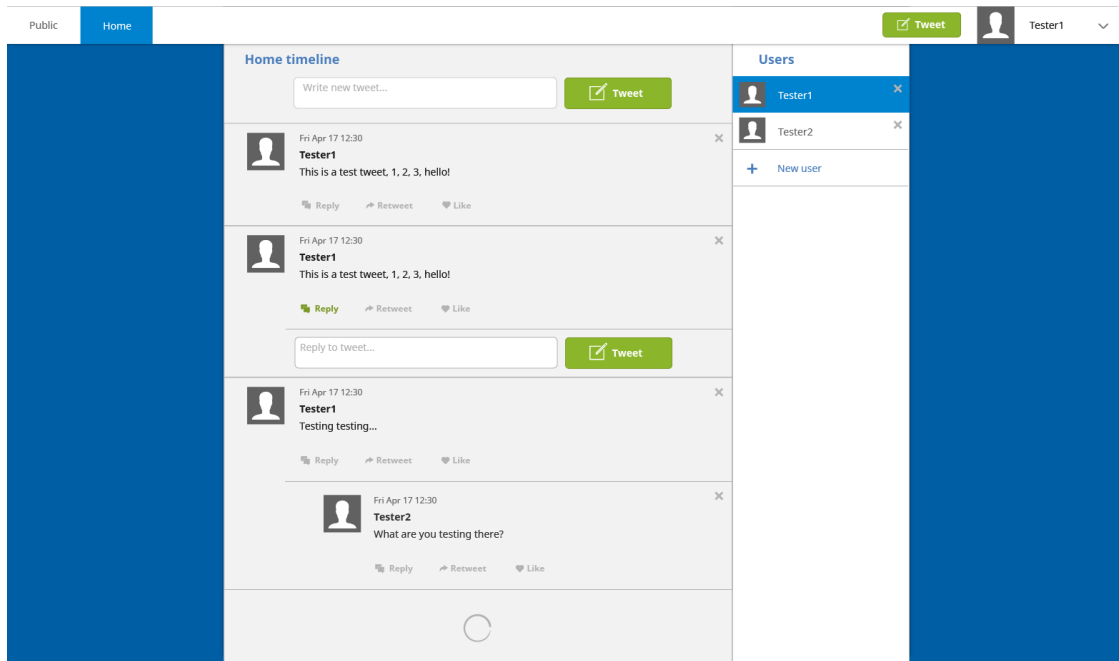 Public
Home
Tweet
Tester1
Home timeline
Write new tweet...
Tweet
Fri Apr 17 12:30
Tester1
This is a test tweet, 1, 2, 3, hello!
Reply Retweet Like
Fri Apr 17 12:30
Tester1
This is a test tweet, 1, 2, 3, hello!
Reply Retweet Like
Reply to tweet...
Tweet
Fri Apr 17 12:30
Tester1
Testing testing...
Reply Retweet Like
Fri Apr 17 12:30
Tester2
What are you testing there?
Reply Retweet Like
Users
Tester1
Tester2
New user